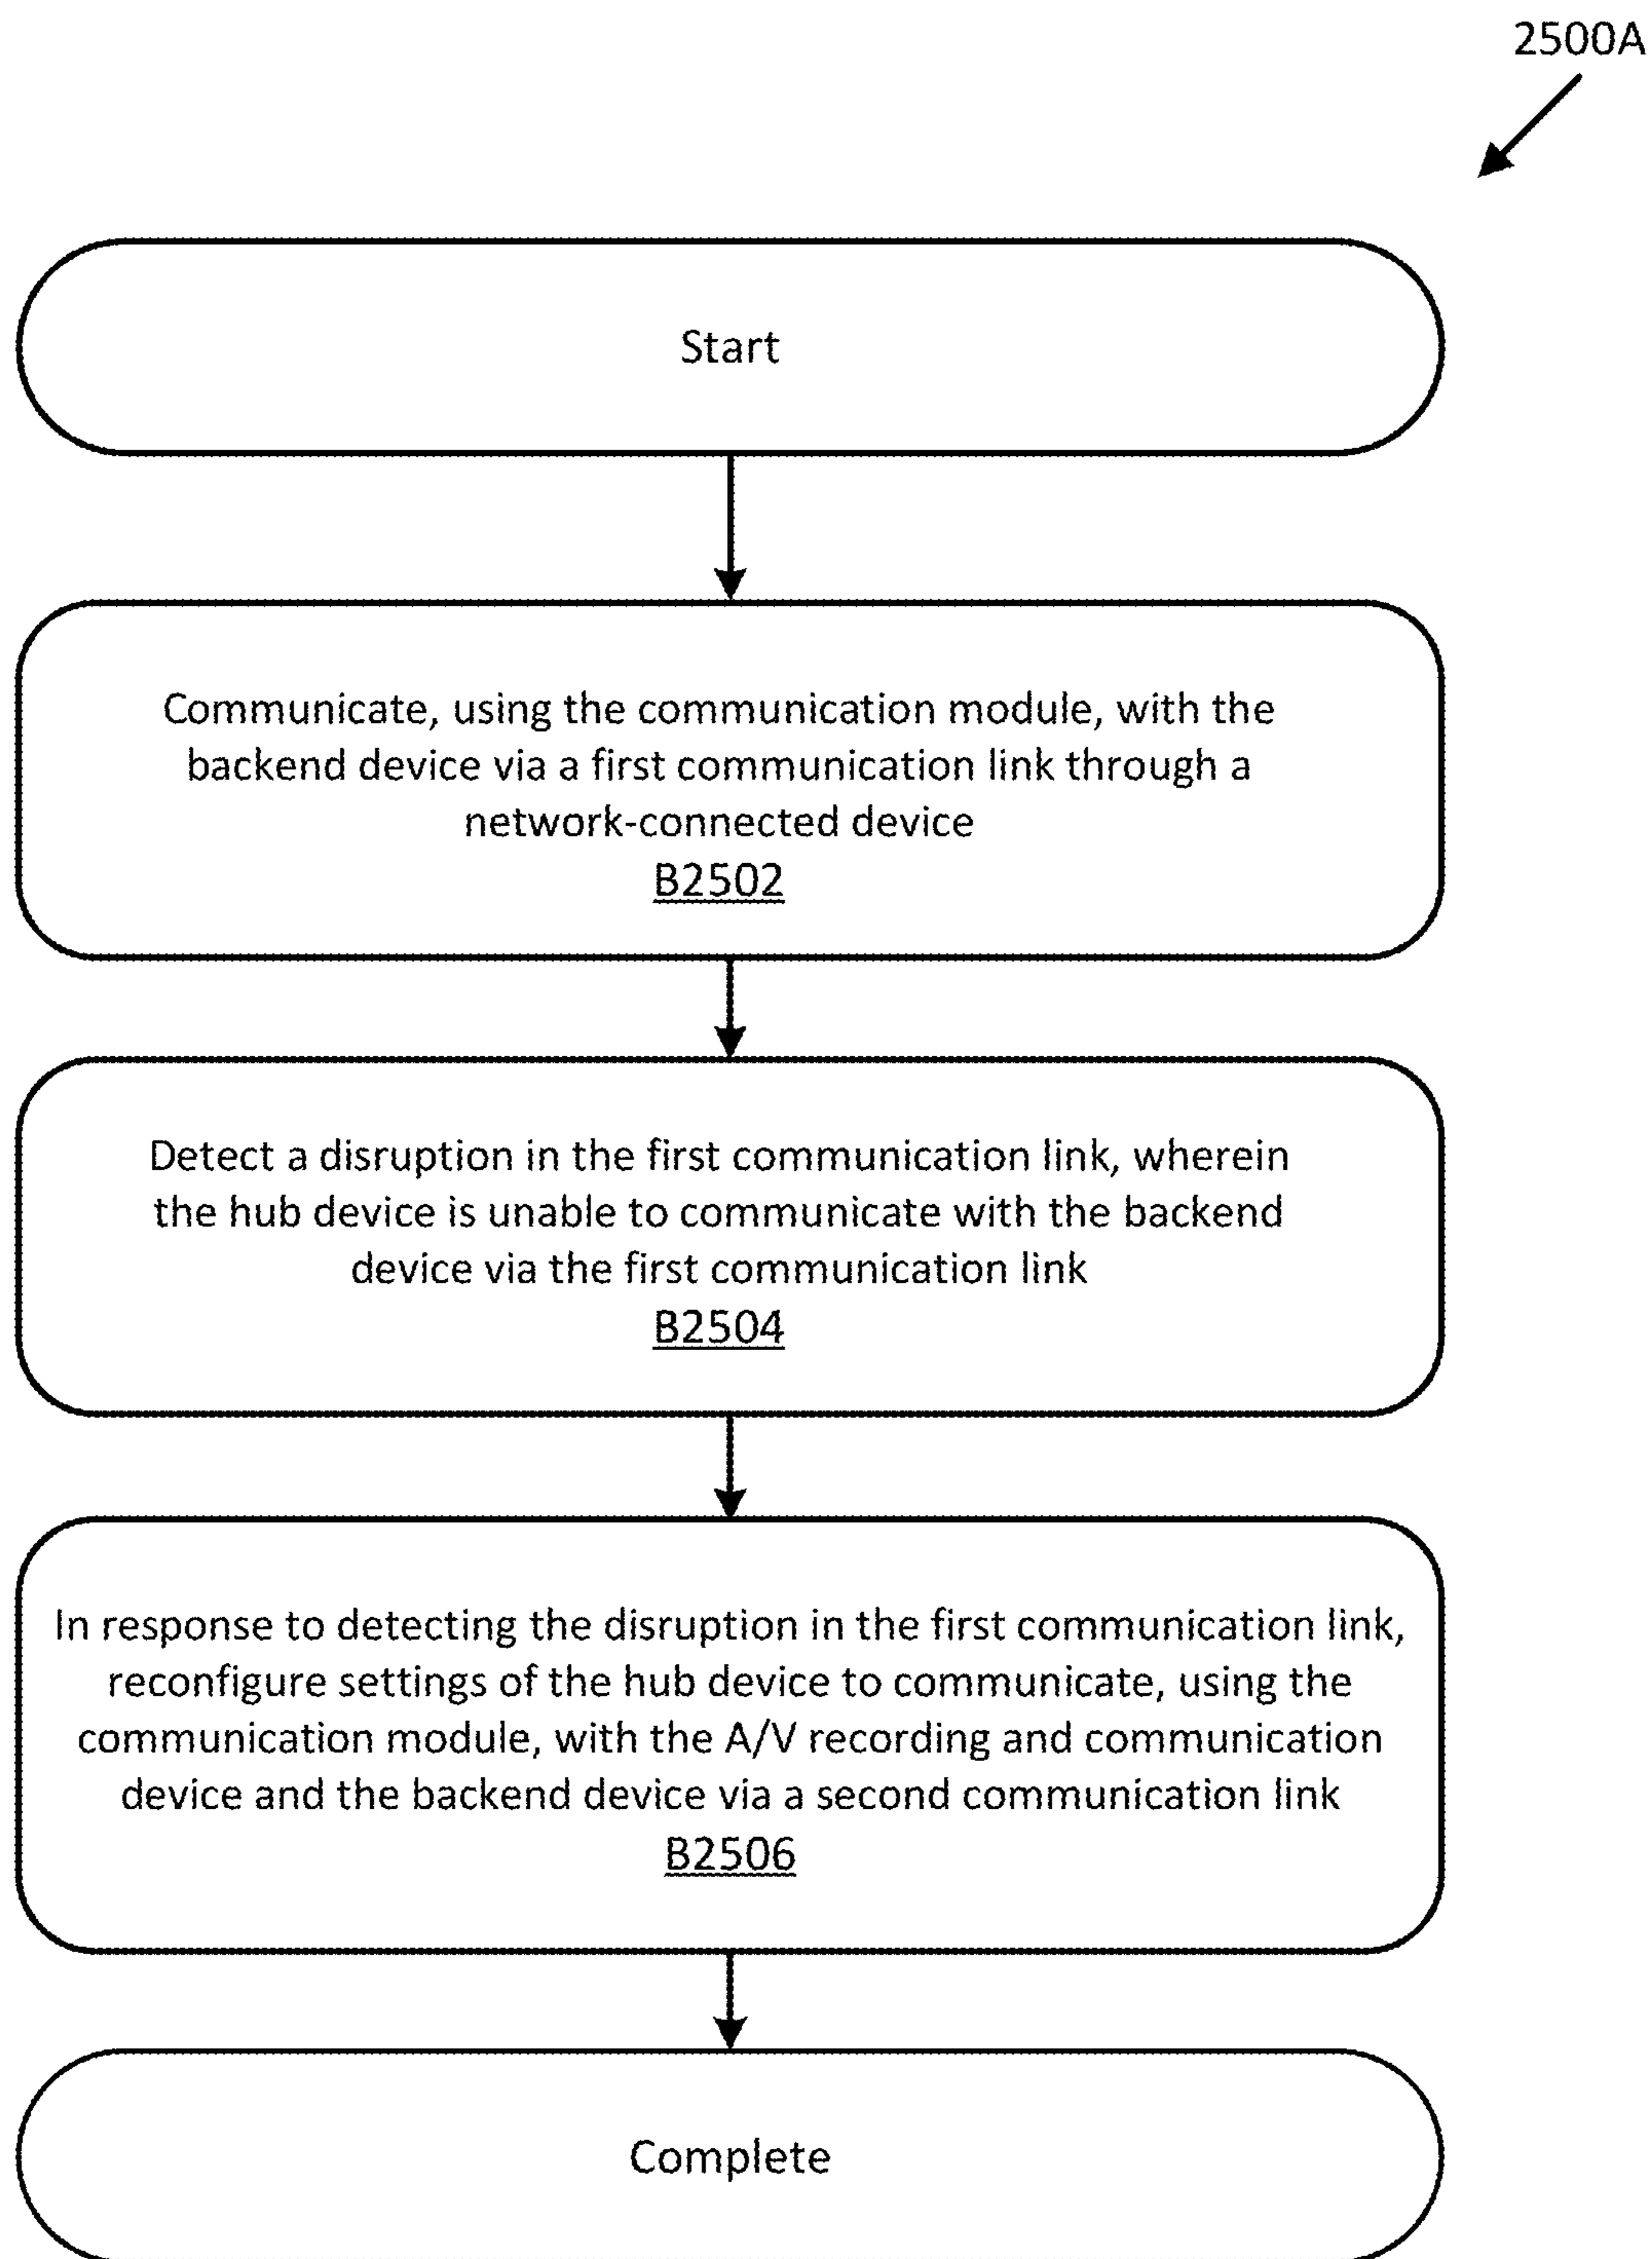 2500A
Start
Communicate, using the communication module, with the
backend device via a first communication link through a
network-connected device
B2502
Detect a disruption in the first communication link, wherein
the hub device is unable to communicate with the backend
device via the first communication link
B2504
In response to detecting the disruption in the first communication link,
reconfigure settings of the hub device to communicate, using the
communication module, with the A/V recording and communication
device and the backend device via a second communication link
B2506
Complete